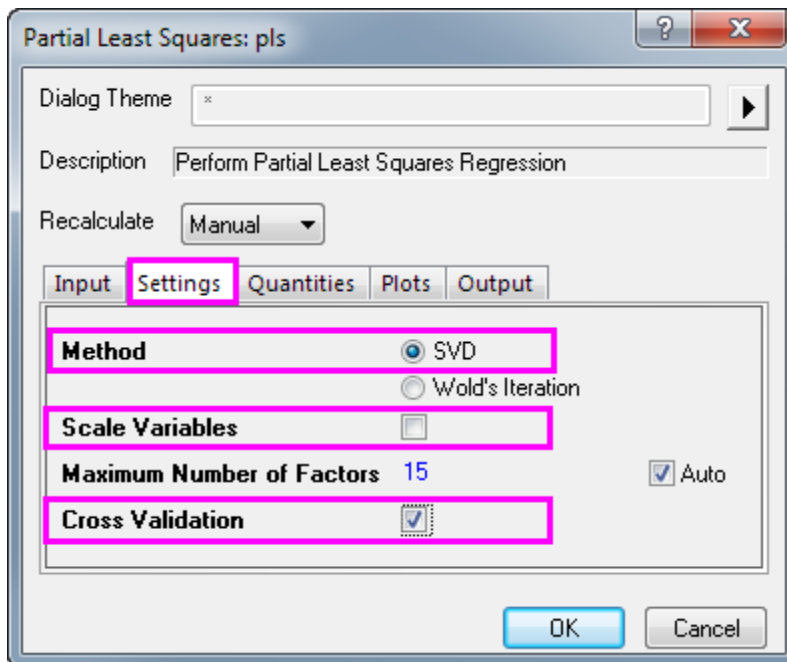 Partial Least Squares: pls
Dialog Theme *
Description Perform Partial Least Squares Regression
Recalculate Manual
Input Settings Quantities Plots Output
Method SVD
Wold's Iteration
Scale Variables
Maximum Number of Factors 15 Auto
Cross Validation
OK Cancel